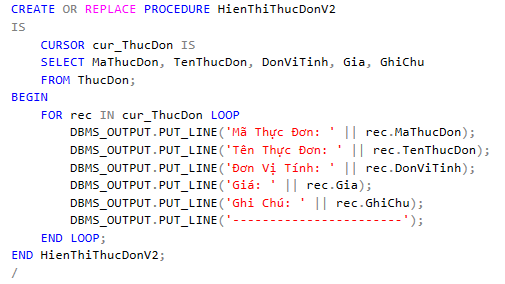 CREATE OR REPLACE PROCEDURE HienThiThucDonV2
IS
    CURSOR cur_ThucDon IS
    SELECT MaThucDon, TenThucDon, DonViTinh, Gia, GhiChu
    FROM ThucDon;
BEGIN
    FOR rec IN cur_ThucDon LOOP
        DBMS_OUTPUT.PUT_LINE('Mã Thực Đơn: ' || rec.MaThucDon);
        DBMS_OUTPUT.PUT_LINE('Tên Thực Đơn: ' || rec.TenThucDon);
        DBMS_OUTPUT.PUT_LINE('Đơn Vị Tính: ' || rec.DonViTinh);
        DBMS_OUTPUT.PUT_LINE('Giá: ' || rec.Gia);
        DBMS_OUTPUT.PUT_LINE('Ghi Chú: ' || rec.GhiChu);
        DBMS_OUTPUT.PUT_LINE('-----------------------');
    END LOOP;
END HienThiThucDonV2;
/